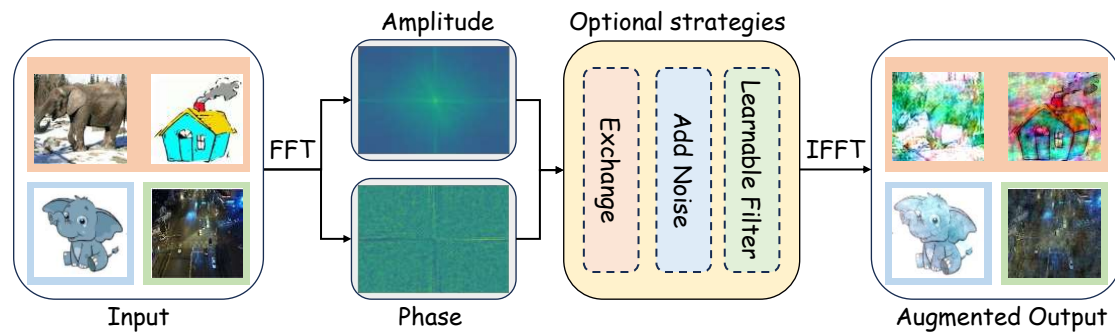 Amplitude
Optional strategies
FFT
Exchange
Add Noise
Learnable Filter
IFFT
Input
Phase
Augmented Output